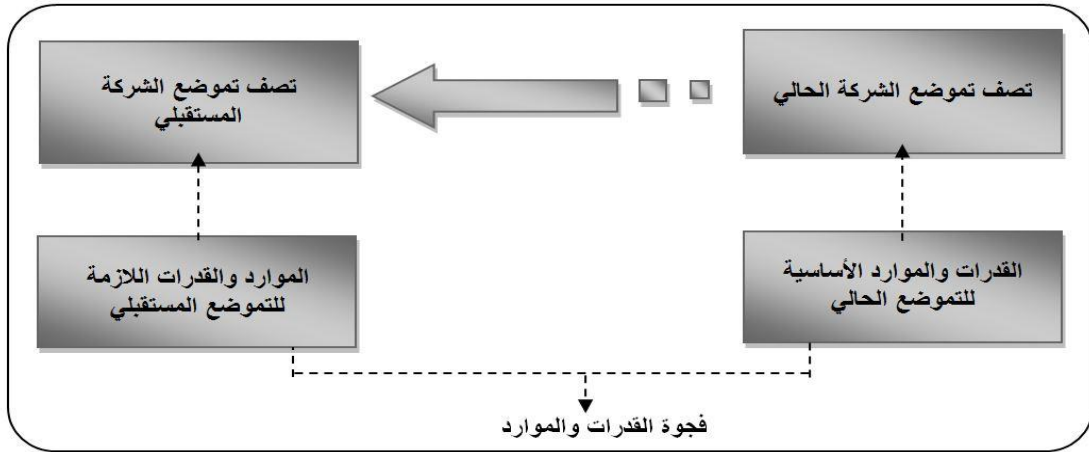 تصف تموضع الشركة الحالي
تصف تموضع الشركة
المستقبلي
القدرات والموارد الأساسية
للتموضع الحالي
الموارد والقدرات اللازمة
للتموضع المستقبلي
فجوة القدرات والموارد